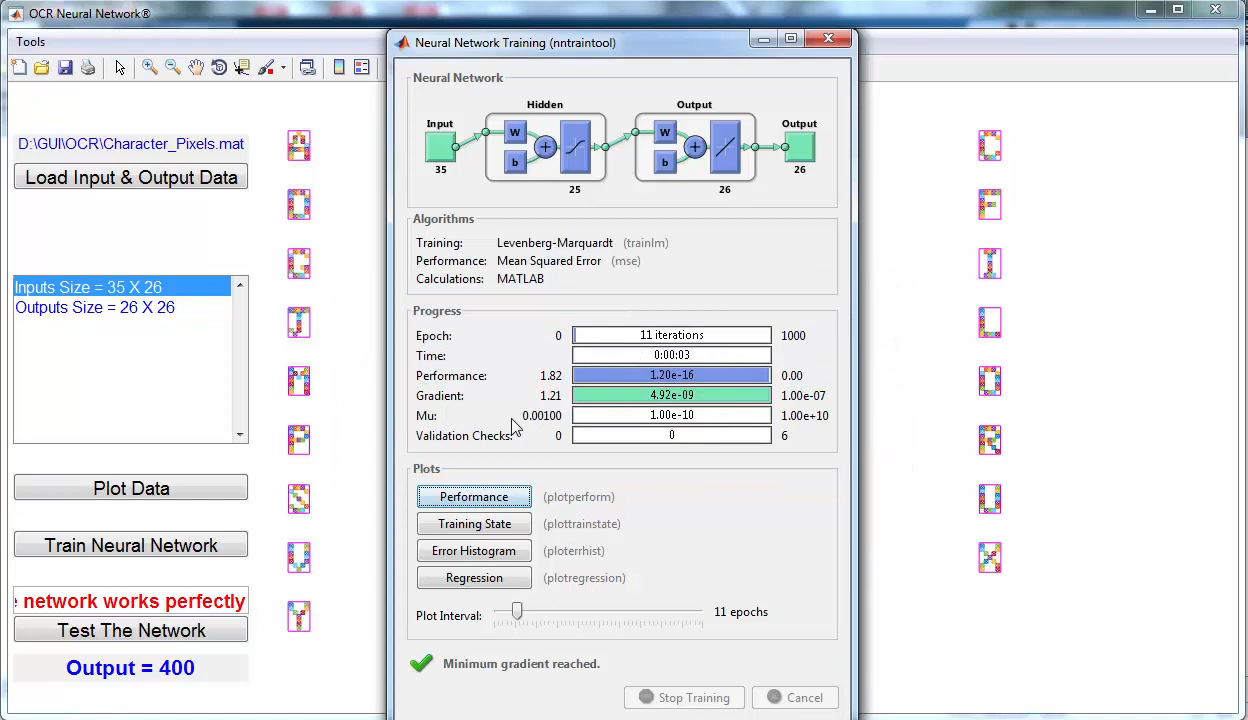 OCR Neural Network®
Tools
D:\GUI\OCR\Character_Pixels.mat
Load Input & Output Data
Inputs Size = 35 X 26
Outputs Size = 26 X 26
Plot Data
Train Neural Network
network works perfectly
Test The Network
Output = 400
A
D
G
J
M
P
S
V
Y
Neural Network Training (nntraintool)
Neural Network
Hidden Output
Input Output
W W
b + b +
35 25 26 26
Algorithms
Training: Levenberg-Marquardt (trainlm)
Performance: Mean Squared Error (mse)
Calculations: MATLAB
Progress
Epoch: 0 11 iterations 1000
Time: 0:00:03
Performance: 1.82 1.20e-16 0.00
Gradient: 1.21 4.92e-09 1.00e-07
Mu: 0.00100 1.00e-10 1.00e+10
Validation Checks: 0 0 6
Plots
Performance (plotperform)
Training State (plottrainstate)
Error Histogram (ploterrhist)
Regression (plotregression)
Plot Interval: 11 epochs
Minimum gradient reached.
Stop Training Cancel
C
F
I
L
O
R
U
X